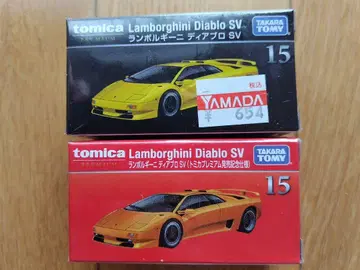 tomica Lamborghini Diablo SV
ランボルギーニ ディアブロ SV
TAKARA TOMY
15
税込
YAMADA
¥ 654
tomica Lamborghini Diablo SV
ランボルギーニ ディアブロ SV(トミカプレミアム発売記念仕様)
TAKARA TOMY
15